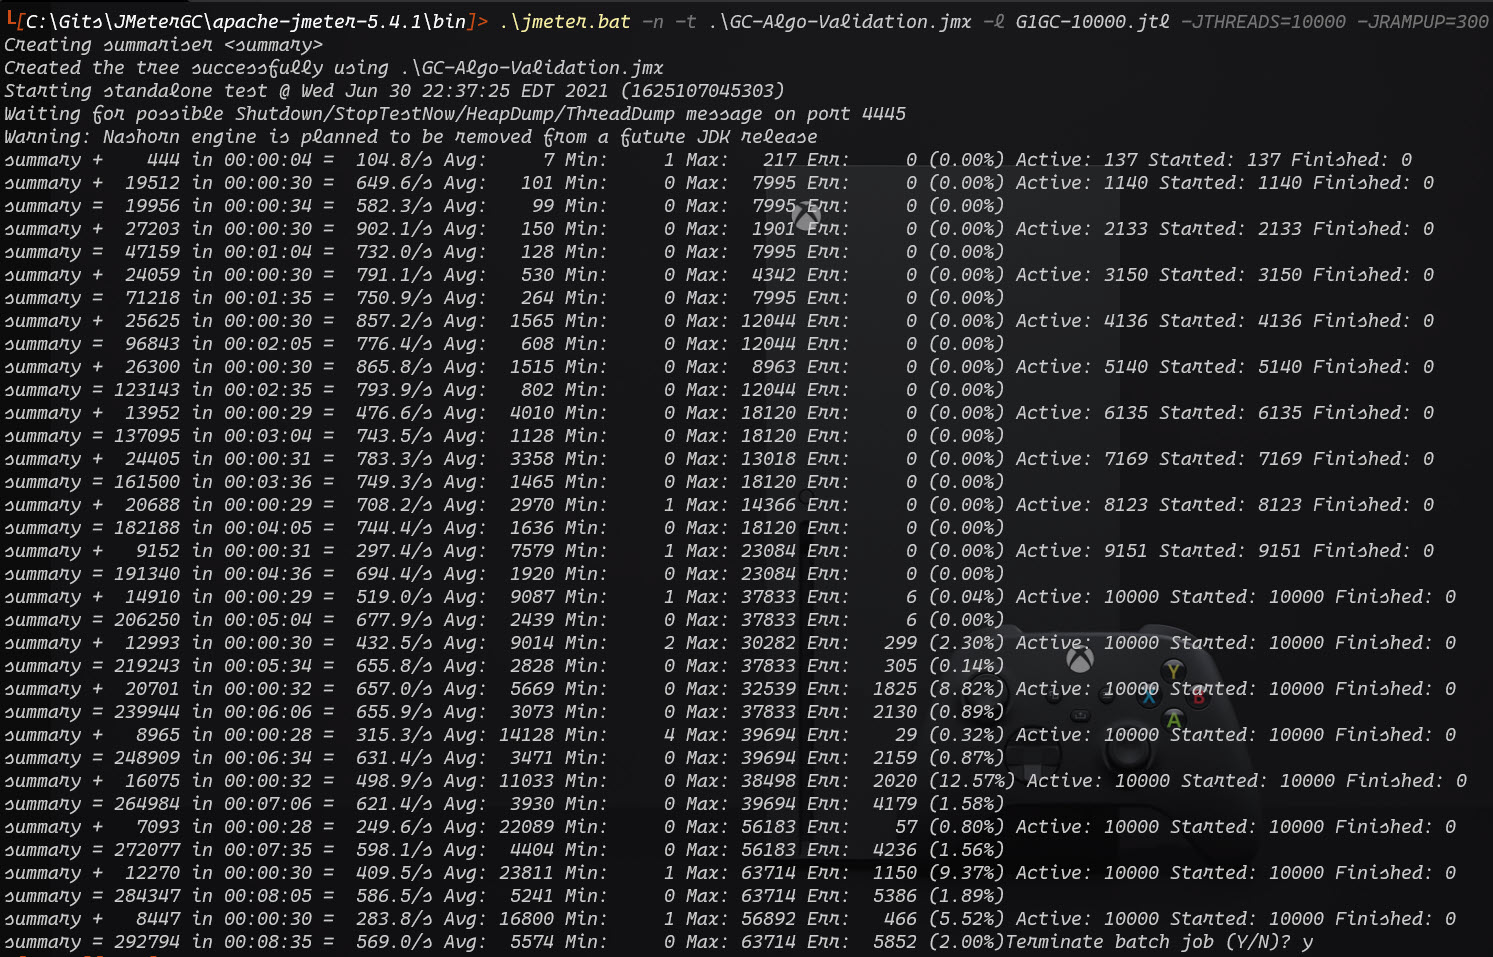 [C:\Gits\JMeterGC\apache-jmeter-5.4.1\bin]> .\jmeter.bat -n -t .\GC-Algo-Validation.jmx -l G1GC-10000.jtl -JTHREADS=10000 -JRAMPUP=300
Creating summariser <summary>
Created the tree successfully using .\GC-Algo-Validation.jmx
Starting standalone test @ Wed Jun 30 22:37:25 EDT 2021 (1625107045303)
Waiting for possible Shutdown/StopTestNow/HeapDump/ThreadDump message on port 4445
Warning: Nashorn engine is planned to be removed from a future JDK release
summary +    444 in 00:00:04 =  104.8/s Avg:     7 Min:     1 Max:   217 Err:     0 (0.00%) Active: 137 Started: 137 Finished: 0
summary +  19512 in 00:00:30 =  649.6/s Avg:   101 Min:     0 Max:  7995 Err:     0 (0.00%) Active: 1140 Started: 1140 Finished: 0
summary =  19956 in 00:00:34 =  582.3/s Avg:    99 Min:     0 Max:  7995 Err:     0 (0.00%)
summary +  27203 in 00:00:30 =  902.1/s Avg:   150 Min:     0 Max:  1901 Err:     0 (0.00%) Active: 2133 Started: 2133 Finished: 0
summary =  47159 in 00:01:04 =  732.0/s Avg:   128 Min:     0 Max:  7995 Err:     0 (0.00%)
summary +  24059 in 00:00:30 =  791.1/s Avg:   530 Min:     0 Max:  4342 Err:     0 (0.00%) Active: 3150 Started: 3150 Finished: 0
summary =  71218 in 00:01:35 =  750.9/s Avg:   264 Min:     0 Max:  7995 Err:     0 (0.00%)
summary +  25625 in 00:00:30 =  857.2/s Avg:  1565 Min:     0 Max: 12044 Err:     0 (0.00%) Active: 4136 Started: 4136 Finished: 0
summary =  96843 in 00:02:05 =  776.4/s Avg:   608 Min:     0 Max: 12044 Err:     0 (0.00%)
summary +  26300 in 00:00:30 =  865.8/s Avg:  1515 Min:     0 Max:  8963 Err:     0 (0.00%) Active: 5140 Started: 5140 Finished: 0
summary = 123143 in 00:02:35 =  793.9/s Avg:   802 Min:     0 Max: 12044 Err:     0 (0.00%)
summary +  13952 in 00:00:29 =  476.6/s Avg:  4010 Min:     0 Max: 18120 Err:     0 (0.00%) Active: 6135 Started: 6135 Finished: 0
summary = 137095 in 00:03:04 =  743.5/s Avg:  1128 Min:     0 Max: 18120 Err:     0 (0.00%)
summary +  24405 in 00:00:31 =  783.3/s Avg:  3358 Min:     0 Max: 13018 Err:     0 (0.00%) Active: 7169 Started: 7169 Finished: 0
summary = 161500 in 00:03:36 =  749.3/s Avg:  1465 Min:     0 Max: 18120 Err:     0 (0.00%)
summary +  20688 in 00:00:29 =  708.2/s Avg:  2970 Min:     1 Max: 14366 Err:     0 (0.00%) Active: 8123 Started: 8123 Finished: 0
summary = 182188 in 00:04:05 =  744.4/s Avg:  1636 Min:     0 Max: 18120 Err:     0 (0.00%)
summary +   9152 in 00:00:31 =  297.4/s Avg:  7579 Min:     1 Max: 23084 Err:     0 (0.00%) Active: 9151 Started: 9151 Finished: 0
summary = 191340 in 00:04:36 =  694.4/s Avg:  1920 Min:     0 Max: 23084 Err:     0 (0.00%)
summary +  14910 in 00:00:29 =  519.0/s Avg:  9087 Min:     1 Max: 37833 Err:     6 (0.04%) Active: 10000 Started: 10000 Finished: 0
summary = 206250 in 00:05:04 =  677.9/s Avg:  2439 Min:     0 Max: 37833 Err:     6 (0.00%)
summary +  12993 in 00:00:30 =  432.5/s Avg:  9014 Min:     2 Max: 30282 Err:   299 (2.30%) Active: 10000 Started: 10000 Finished: 0
summary = 219243 in 00:05:34 =  655.8/s Avg:  2828 Min:     0 Max: 37833 Err:   305 (0.14%)
summary +  20701 in 00:00:32 =  657.0/s Avg:  5669 Min:     0 Max: 32539 Err:  1825 (8.82%) Active: 10000 Started: 10000 Finished: 0
summary = 239944 in 00:06:06 =  655.9/s Avg:  3073 Min:     0 Max: 37833 Err:  2130 (0.89%)
summary +   8965 in 00:00:28 =  315.3/s Avg: 14128 Min:     4 Max: 39694 Err:    29 (0.32%) Active: 10000 Started: 10000 Finished: 0
summary = 248909 in 00:06:34 =  631.4/s Avg:  3471 Min:     0 Max: 39694 Err:  2159 (0.87%)
summary +  16075 in 00:00:32 =  498.9/s Avg: 11033 Min:     0 Max: 38498 Err:  2020 (12.57%) Active: 10000 Started: 10000 Finished: 0
summary = 264984 in 00:07:06 =  621.4/s Avg:  3930 Min:     0 Max: 39694 Err:  4179 (1.58%)
summary +   7093 in 00:00:28 =  249.6/s Avg: 22089 Min:     0 Max: 56183 Err:    57 (0.80%) Active: 10000 Started: 10000 Finished: 0
summary = 272077 in 00:07:35 =  598.1/s Avg:  4404 Min:     0 Max: 56183 Err:  4236 (1.56%)
summary +  12270 in 00:00:30 =  409.5/s Avg: 23811 Min:     1 Max: 63714 Err:  1150 (9.37%) Active: 10000 Started: 10000 Finished: 0
summary = 284347 in 00:08:05 =  586.5/s Avg:  5241 Min:     0 Max: 63714 Err:  5386 (1.89%)
summary +   8447 in 00:00:30 =  283.8/s Avg: 16800 Min:     1 Max: 56892 Err:   466 (5.52%) Active: 10000 Started: 10000 Finished: 0
summary = 292794 in 00:08:35 =  569.0/s Avg:  5574 Min:     0 Max: 63714 Err:  5852 (2.00%)Terminate batch job (Y/N)? y
Y
X
B
A